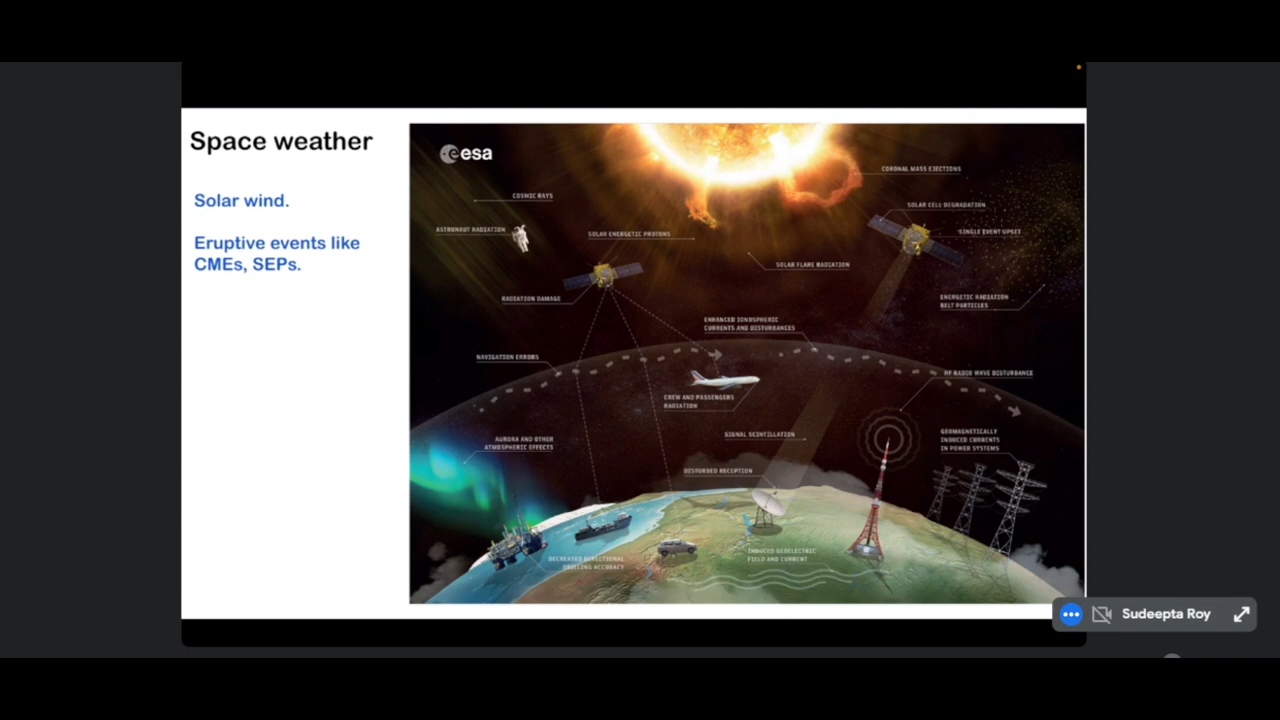 Space weather
Solar wind.
Eruptive events like
CMEs, SEPs.
esa
CORONAL MASS EJECTIONS
COSMIC RAYS
SOLAR CELL DEGRADATION
ASTRONAUT RADIATION
SOLAR ENERGETIC PROTONS
SINGLE EVENT UPSET
SOLAR FLARE RADIATION
RADIATION DAMAGE
ENERGETIC RADIATION
BELT PARTICLES
ENHANCED IONOSPHERIC
CURRENTS AND DISTURBANCES
NAVIGATION ERRORS
HF RADIO WAVE DISTURBANCE
CREW AND PASSENGERS
RADIATION
SIGNAL SCINTILLATION
GEOMAGNETICALLY
INDUCED CURRENTS
IN POWER SYSTEMS
AURORA AND OTHER
ATMOSPHERIC EFFECTS
DISTURBED RECEPTION
DECREASED DIRECTIONAL
DRILLING ACCURACY
INDUCED GEOELECTRIC
FIELD AND CURRENT
Sudeepta Roy